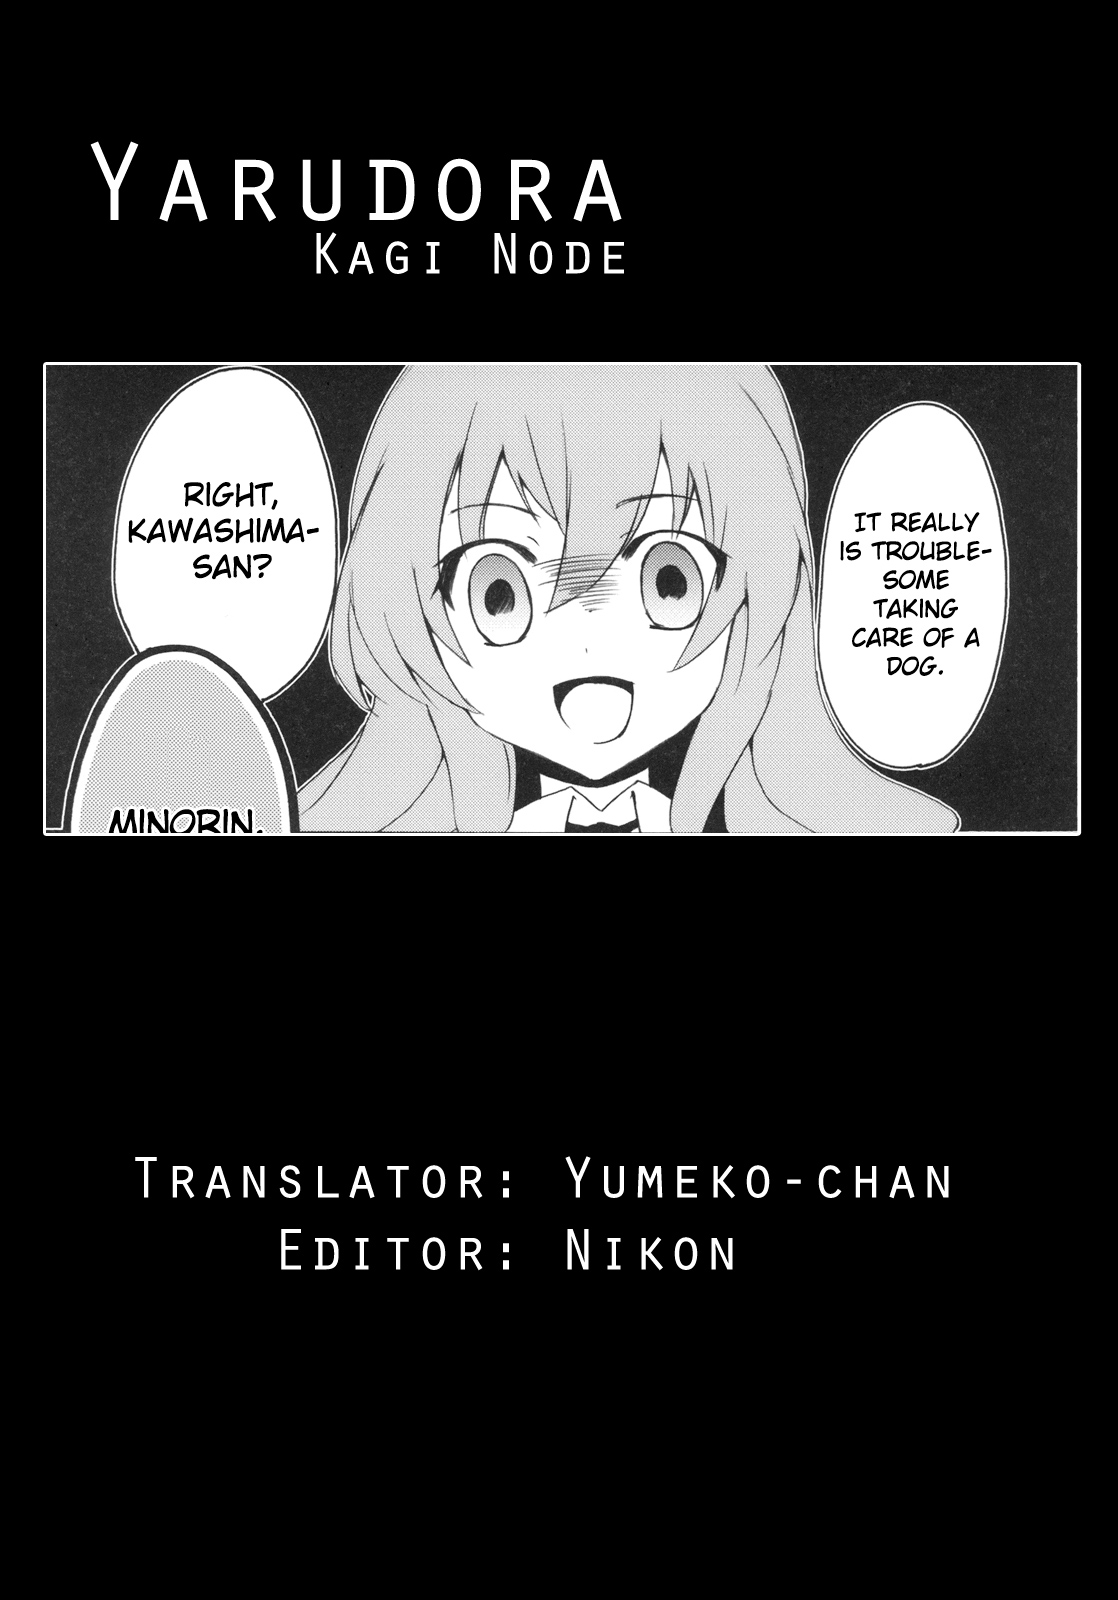 YARUDORA
KAGI NODE
IT REALLY
IS TROUBLE-
SOME
TAKING
CARE OF A
DOG.
RIGHT,
KAWASHIMA-
SAN?
MINORIN.
TRANSLATOR: YUMEKO-CHAN
EDITOR: NIKON